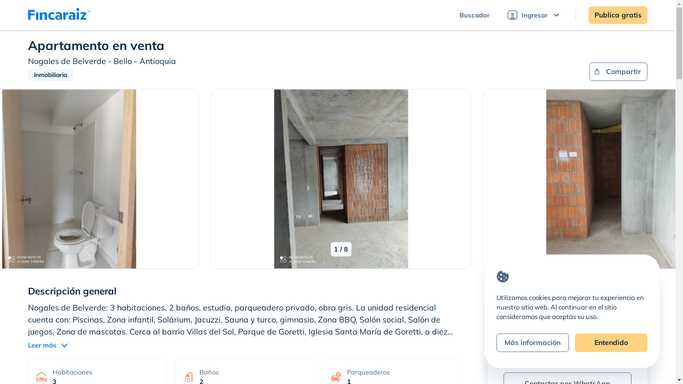 Fincaraiz
Buscador
Ingresar
Publica gratis
Apartamento en venta
Nogales de Belverde - Bello - Antioquia
Inmobiliaria
Compartir
1 / 8
Descripción general
Nogales de Belverde: 3 habitaciones, 2 baños, estudio, parqueadero privado, obra gris. La unidad residencial
cuenta con: Piscinas, Zona infantil, Solárium, Jacuzzi, Sauna y turco, gimnasio, Zona BBQ, Salón social, Salón de
juegos, Zona de mascotas. Cerca al barrio Villas del Sol, Parque de Goretti, Iglesia Santa María de Goretti, a diez...
Leer más
Habitaciones
3
Baños
2
Parqueaderos
1
Utilizamos cookies para mejorar tu experiencia en
nuestro sitio web. Al continuar en el sitio
consideramos que aceptas su uso.
Más información
Entendido
Contactar por WhatsApp